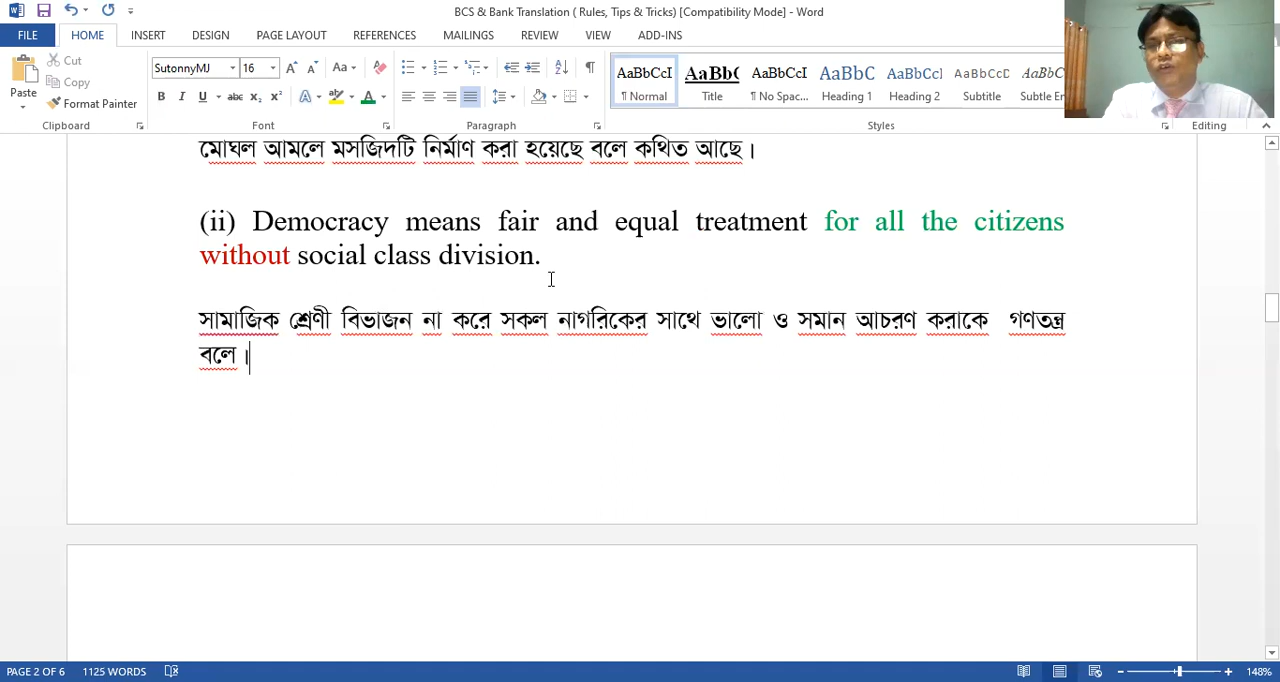 BCS & Bank Translation ( Rules, Tips & Tricks) [Compatibility Mode] - Word
FILE HOME INSERT DESIGN PAGE LAYOUT REFERENCES MAILINGS REVIEW VIEW ADD-INS
Cut
Copy
Format Painter
Paste
SutonnyMJ 16
AaBbCcI AaBb( AaBbCcI AaBbC AaBbCc AaBbCcD AaBbC
¶ Normal Title ¶ No Spac... Heading 1 Heading 2 Subtitle Subtle En
Clipboard Font Paragraph Styles Editing
মোঘল আমলে মসজিদটি নির্মাণ করা হয়েছে বলে কথিত আছে।
(ii) Democracy means fair and equal treatment for all the citizens
without social class division.
সামাজিক শ্রেণী বিভাজন না করে সকল নাগরিকের সাথে ভালো ও সমান আচরণ করাকে গণতন্ত্র
বলে।
PAGE 2 OF 6 1125 WORDS 148%